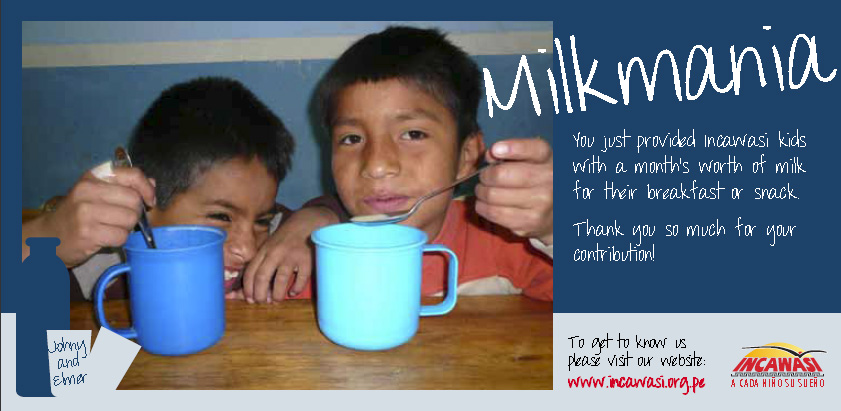 Milkmania
You just provided Incawasi kids
with a month's worth of milk
for their breakfast or snack.
Thank you so much for your
contribution!
Johny
and
Elmer
To get to know us
please visit our website:
www.incawasi.org.pe
INCAWASI
A CADA NIÑO SU SUEÑO